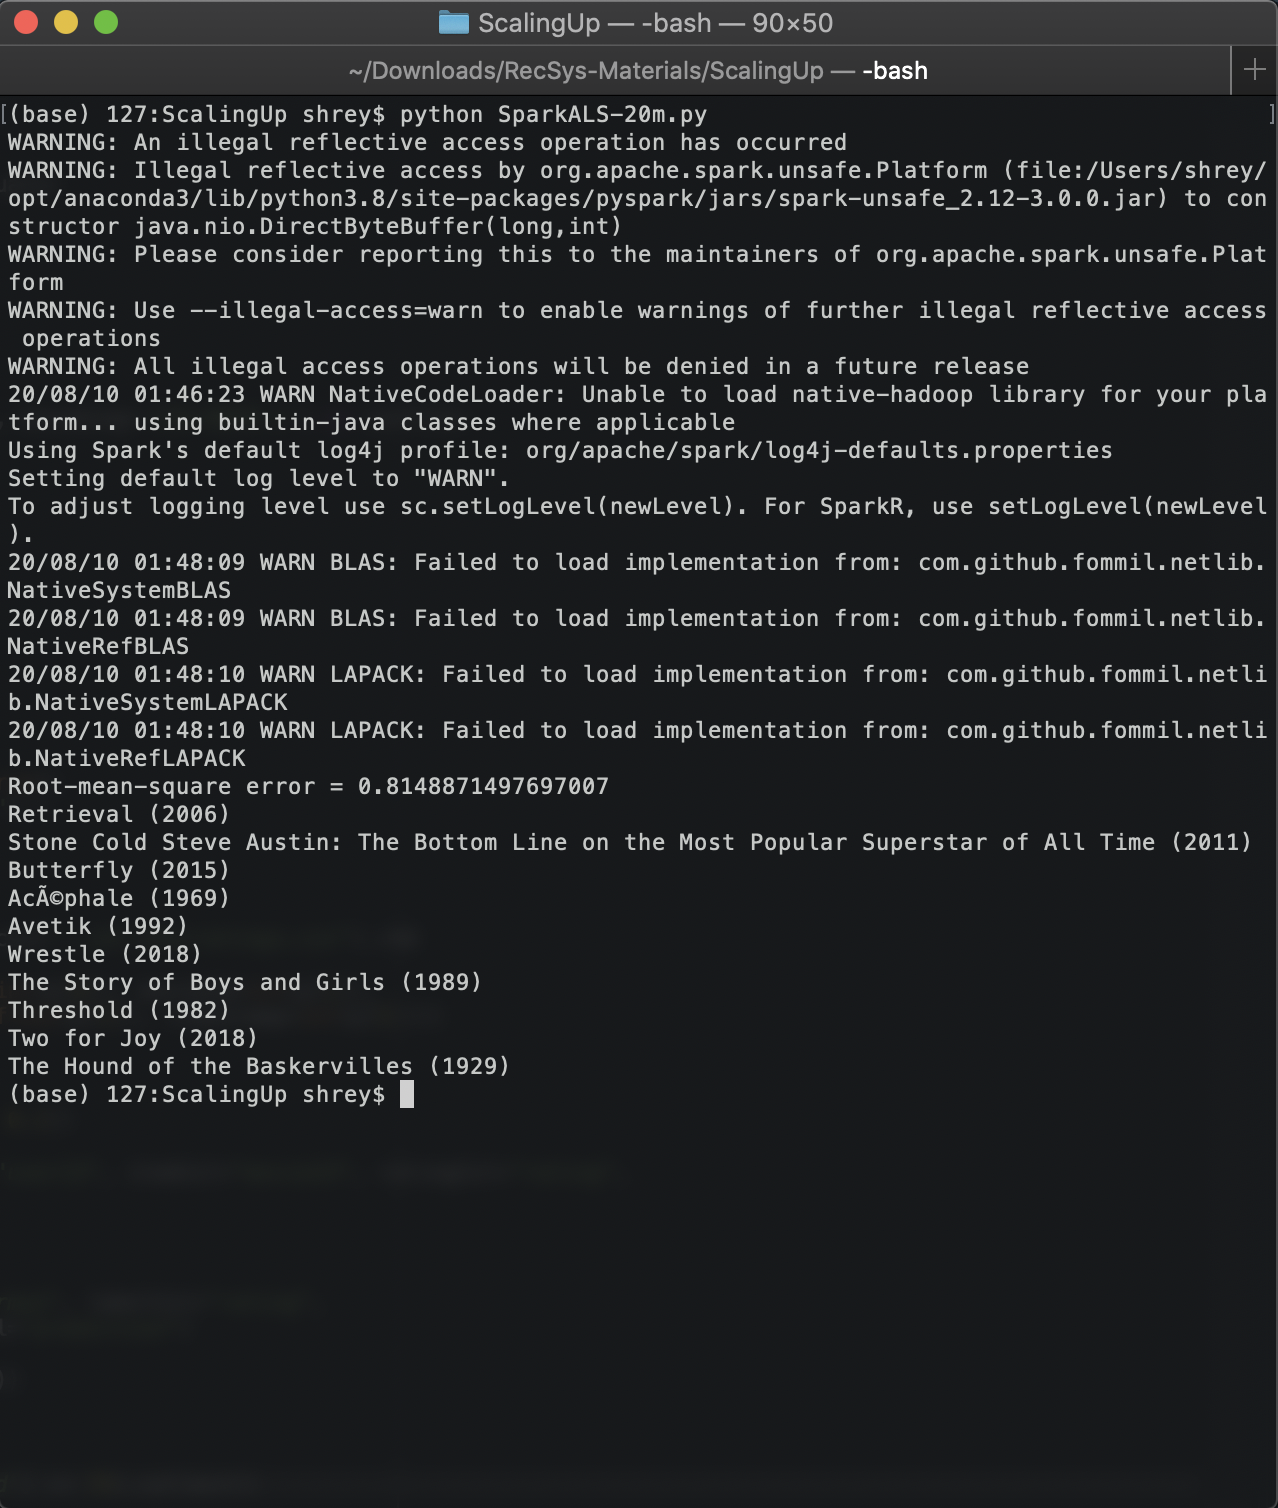 ScalingUp — -bash — 90×50
~/Downloads/RecSys-Materials/ScalingUp — -bash
[(base) 127:ScalingUp shrey$ python SparkALS-20m.py ]
WARNING: An illegal reflective access operation has occurred
WARNING: Illegal reflective access by org.apache.spark.unsafe.Platform (file:/Users/shrey/
opt/anaconda3/lib/python3.8/site-packages/pyspark/jars/spark-unsafe_2.12-3.0.0.jar) to con
structor java.nio.DirectByteBuffer(long,int)
WARNING: Please consider reporting this to the maintainers of org.apache.spark.unsafe.Plat
form
WARNING: Use --illegal-access=warn to enable warnings of further illegal reflective access
 operations
WARNING: All illegal access operations will be denied in a future release
20/08/10 01:46:23 WARN NativeCodeLoader: Unable to load native-hadoop library for your pla
tform... using builtin-java classes where applicable
Using Spark's default log4j profile: org/apache/spark/log4j-defaults.properties
Setting default log level to "WARN".
To adjust logging level use sc.setLogLevel(newLevel). For SparkR, use setLogLevel(newLevel
).
20/08/10 01:48:09 WARN BLAS: Failed to load implementation from: com.github.fommil.netlib.
NativeSystemBLAS
20/08/10 01:48:09 WARN BLAS: Failed to load implementation from: com.github.fommil.netlib.
NativeRefBLAS
20/08/10 01:48:10 WARN LAPACK: Failed to load implementation from: com.github.fommil.netli
b.NativeSystemLAPACK
20/08/10 01:48:10 WARN LAPACK: Failed to load implementation from: com.github.fommil.netli
b.NativeRefLAPACK
Root-mean-square error = 0.8148871497697007
Retrieval (2006)
Stone Cold Steve Austin: The Bottom Line on the Most Popular Superstar of All Time (2011)
Butterfly (2015)
AcÃ©phale (1969)
Avetik (1992)
Wrestle (2018)
The Story of Boys and Girls (1989)
Threshold (1982)
Two for Joy (2018)
The Hound of the Baskervilles (1929)
(base) 127:ScalingUp shrey$